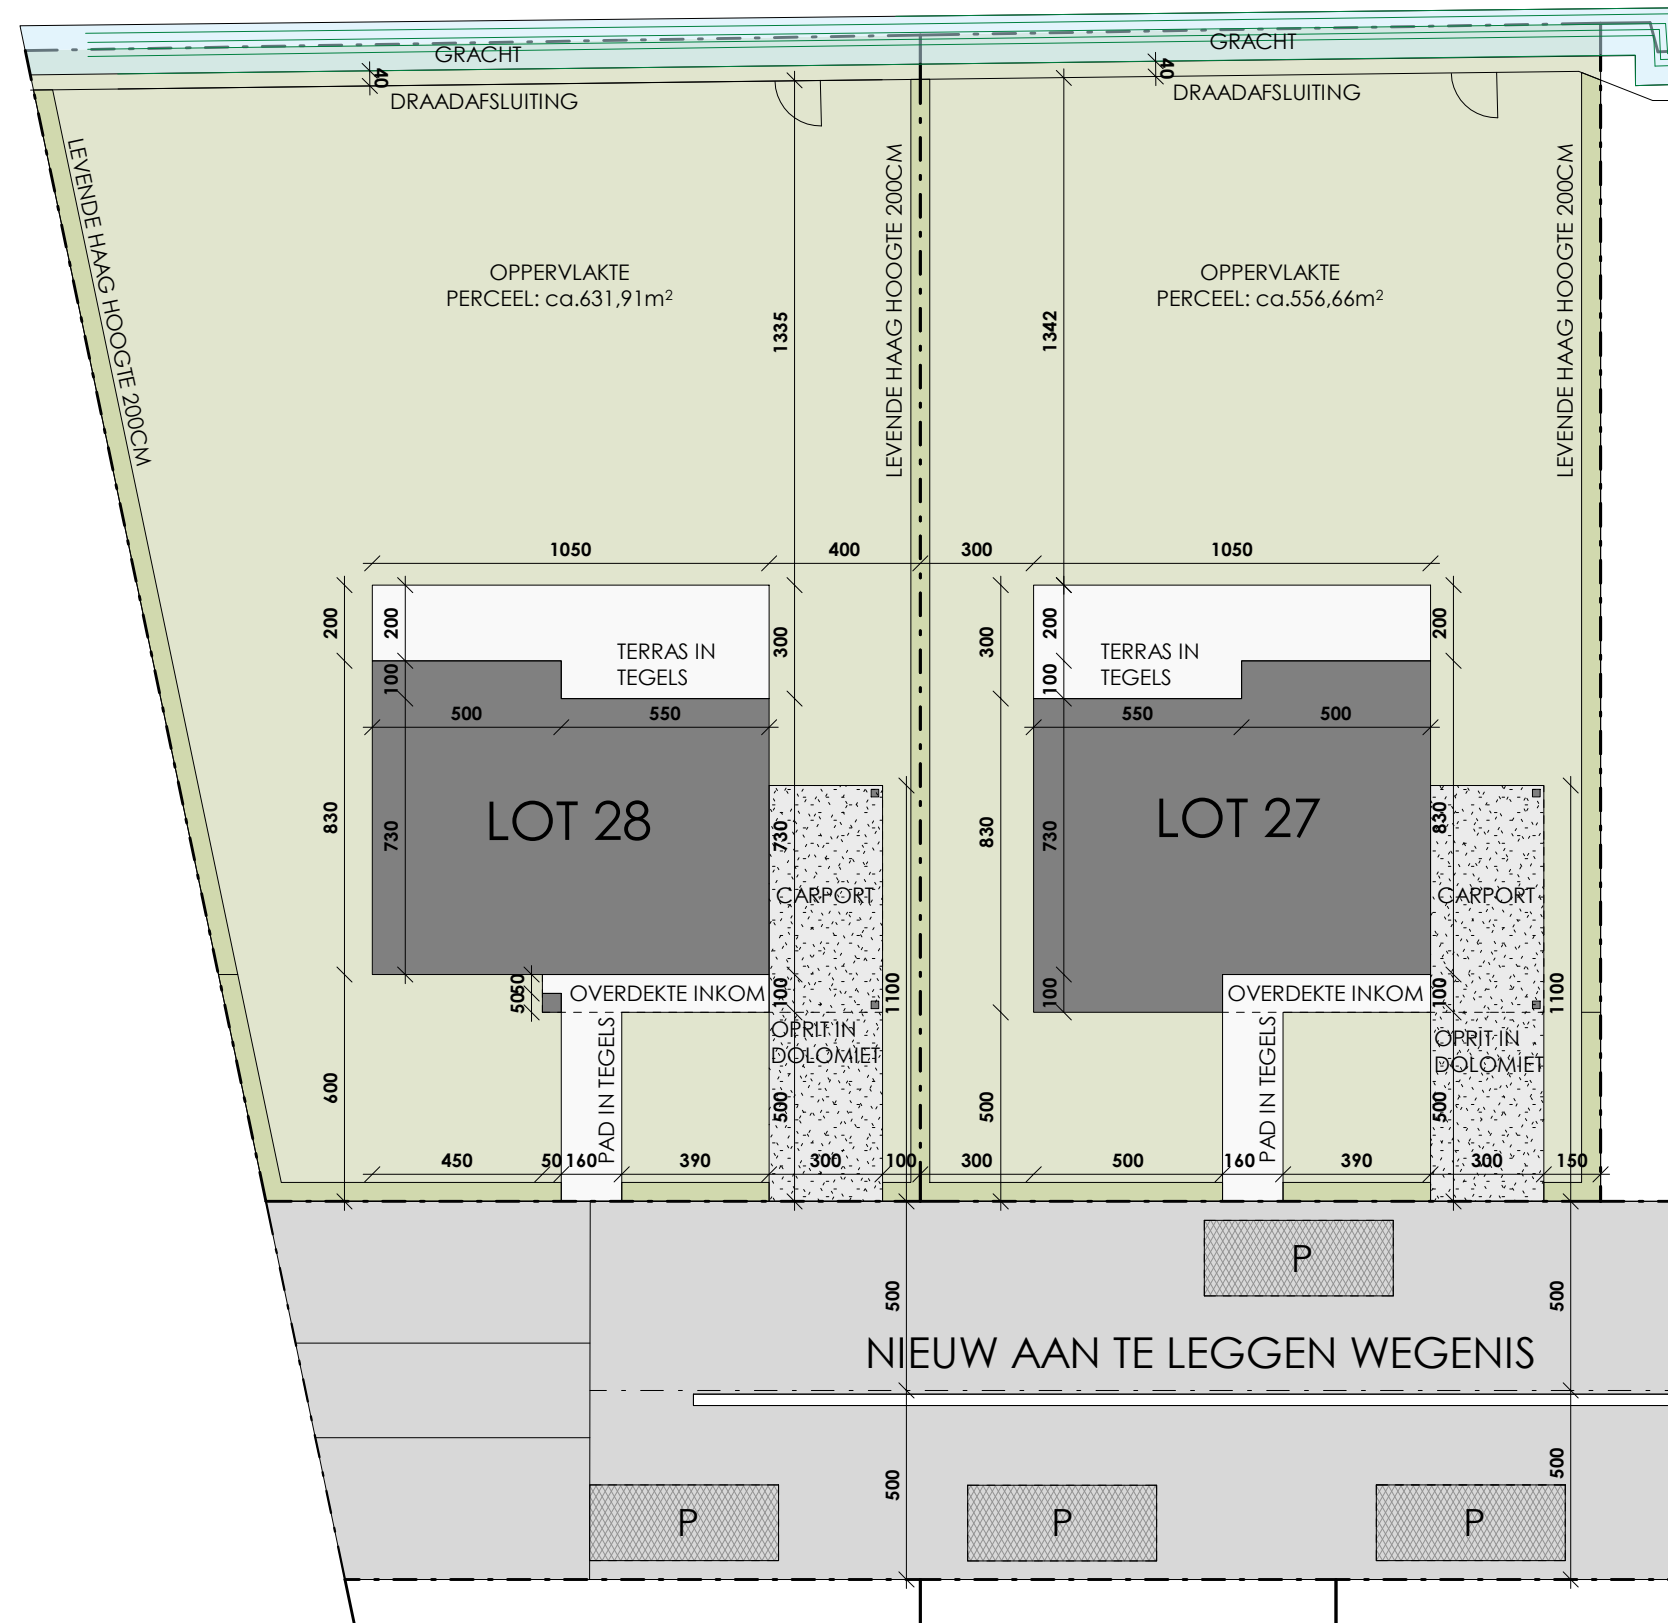 GRACHT
GRACHT
40
40
DRAADAFSLUITING
DRAADAFSLUITING
LEVENDE HAAG HOOGTE 200CM
LEVENDE HAAG HOOGTE 200CM
LEVENDE HAAG HOOGTE 200CM
OPPERVLAKTE
PERCEEL: ca.631,91m²
OPPERVLAKTE
PERCEEL: ca.556,66m²
1335
1342
1050
400
300
1050
200
200
300
300
200
200
TERRAS IN
TEGELS
TERRAS IN
TEGELS
100
100
500
550
550
500
LOT 28
LOT 27
830
730
730
830
730
830
CARPORT
CARPORT
5050
OVERDEKTE INKOM
100
1100
100
OVERDEKTE INKOM
100
1100
OPRIT IN
DOLOMIET
OPRIT IN
DOLOMIET
PAD IN TEGELS
PAD IN TEGELS
600
500
500
500
450
50
160
390
300
100
300
500
160
390
300
150
P
500
500
NIEUW AAN TE LEGGEN WEGENIS
500
500
P
P
P